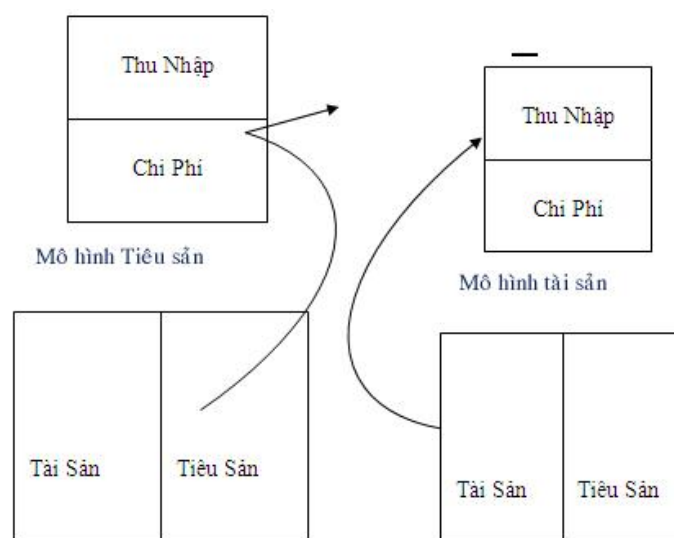 Thu Nhập
Chi Phí
Mô hình Tiêu sản
Tài Sản
Tiêu Sản
Thu Nhập
Chi Phí
Mô hình tài sản
Tài Sản
Tiêu Sản